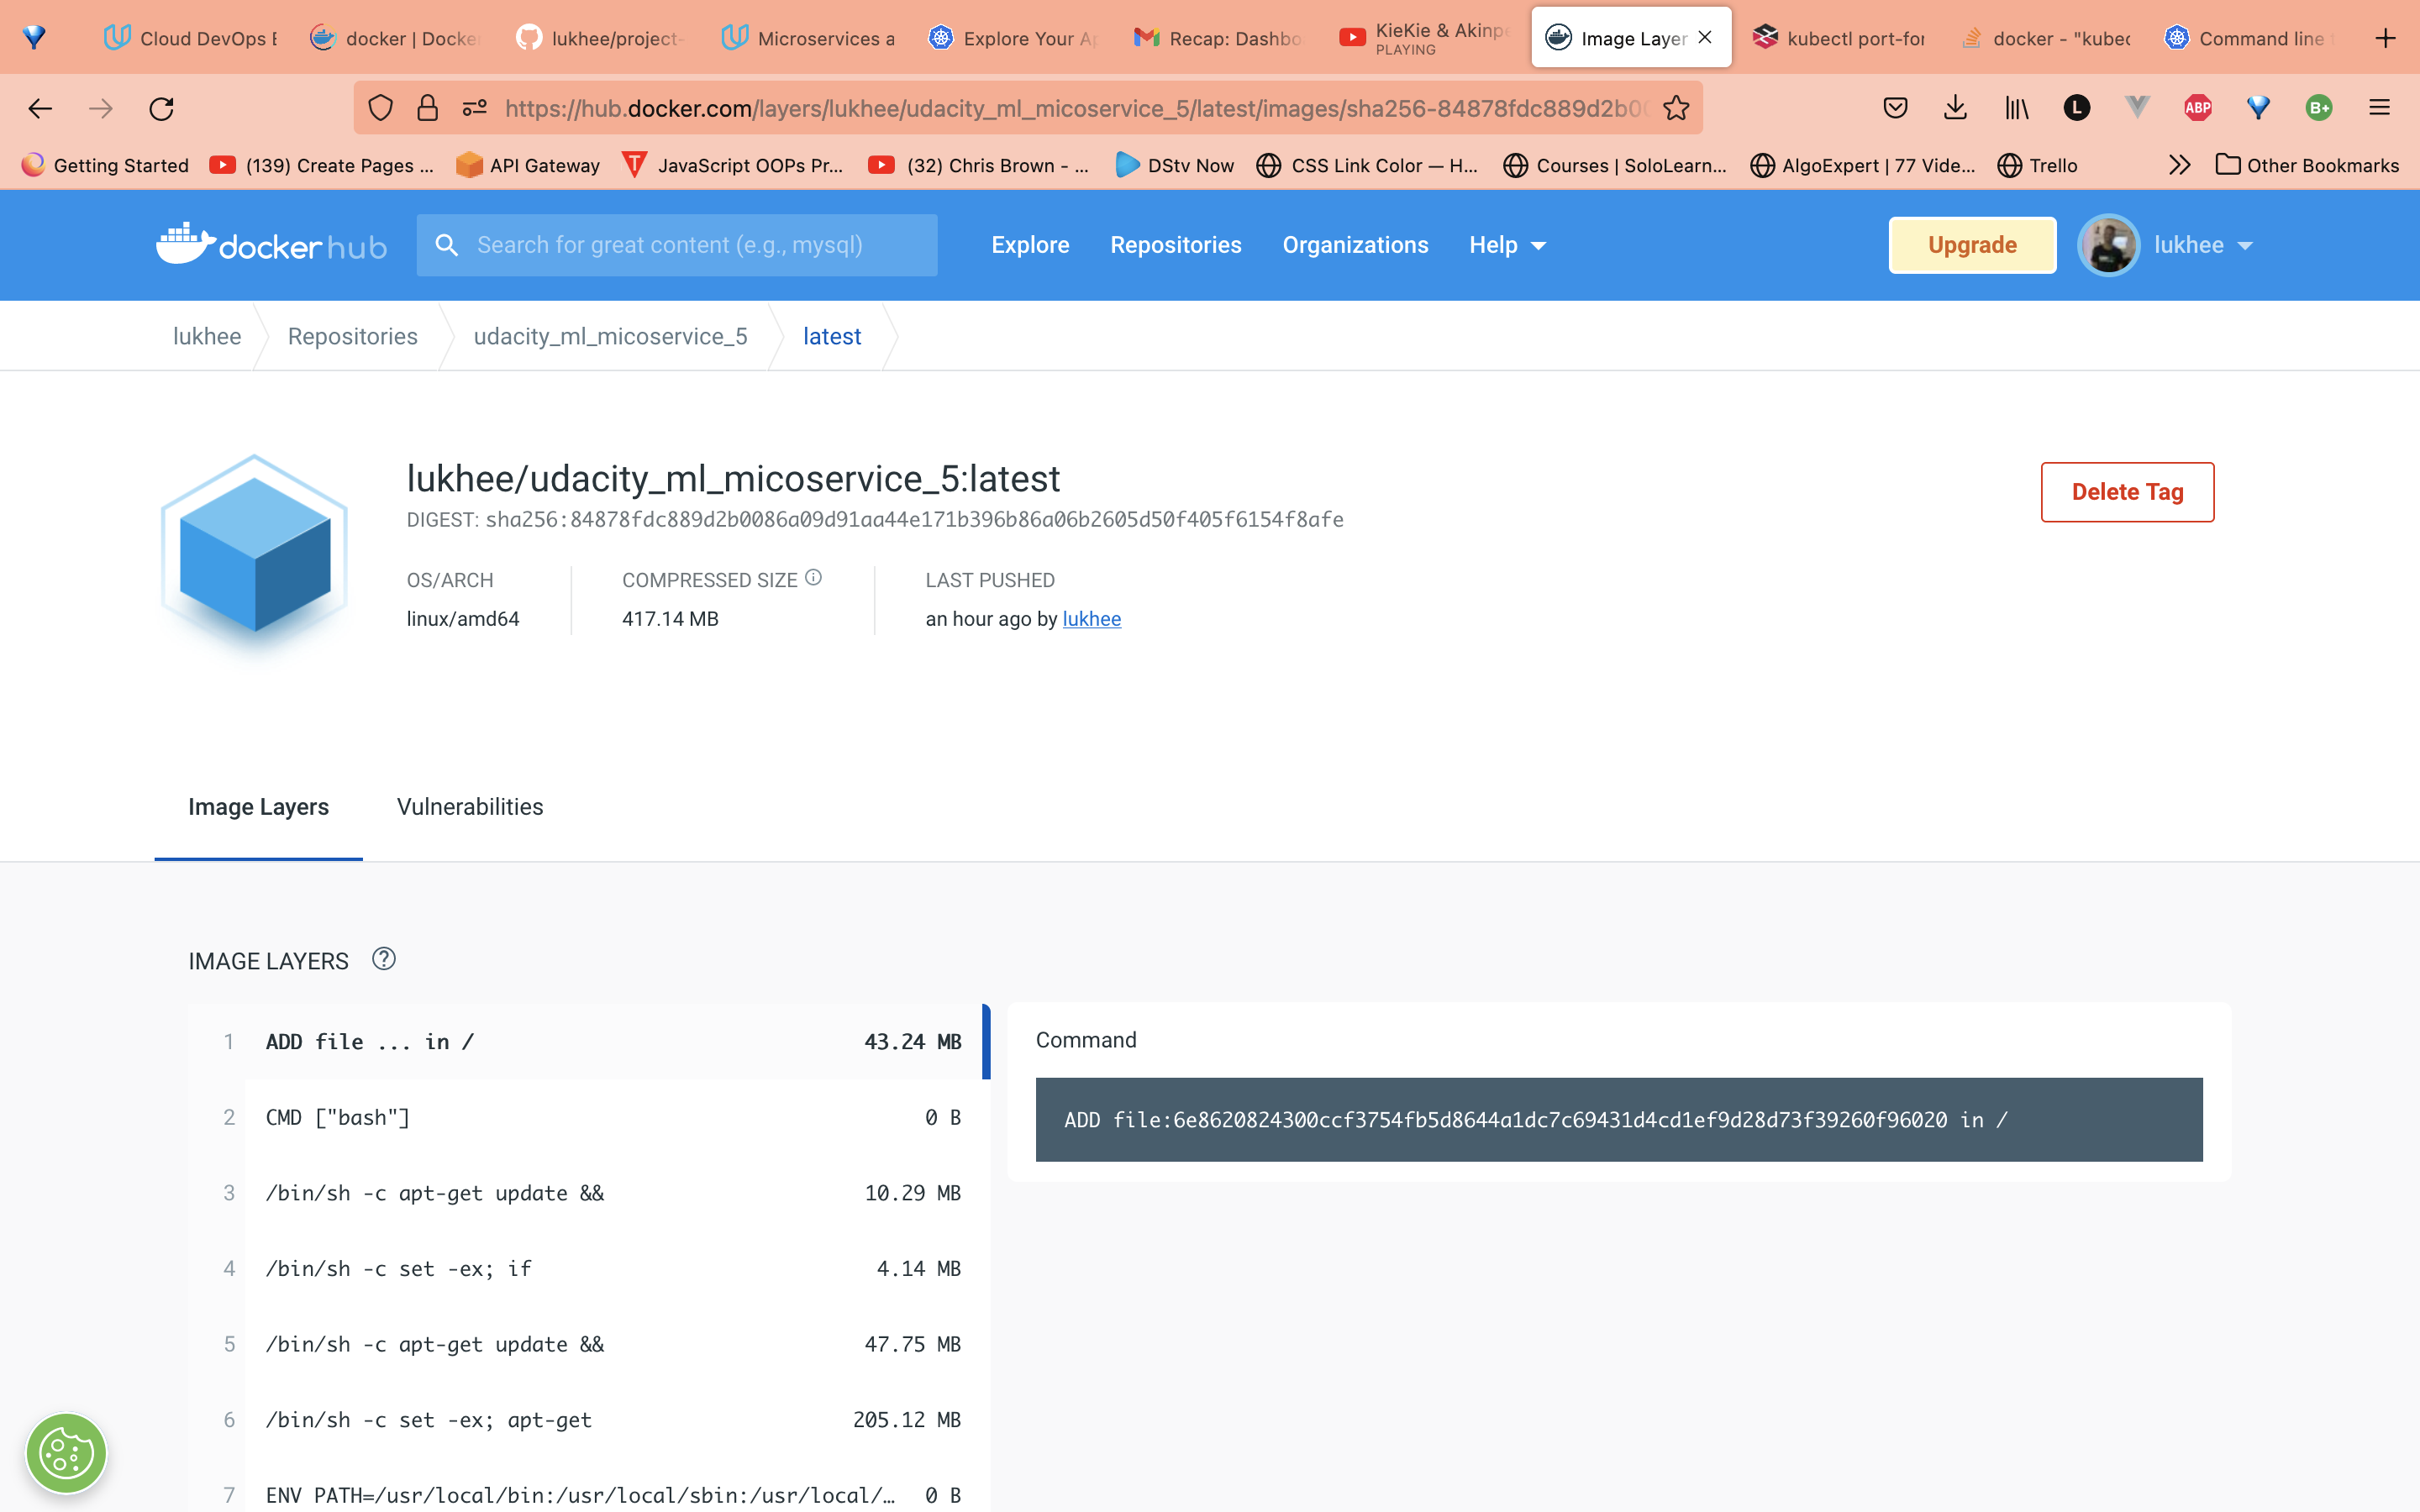 Cloud DevOps E
docker | Docke
lukhee/project-
Microservices a
Explore Your Ap
Recap: Dashbo
KieKie & Akinpe
PLAYING
Image Layer
kubectl port-for
docker - "kubec
Command line t
https://hub.docker.com/layers/lukhee/udacity_ml_micoservice_5/latest/images/sha256-84878fdc889d2b00
L
ABP
B+
Getting Started
(139) Create Pages ...
API Gateway
JavaScript OOPs Pr...
(32) Chris Brown - ...
DStv Now
CSS Link Color — H...
Courses | SoloLearn...
AlgoExpert | 77 Vide...
Trello
Other Bookmarks
docker hub
Search for great content (e.g., mysql)
Explore
Repositories
Organizations
Help
Upgrade
lukhee
lukhee
Repositories
udacity_ml_micoservice_5
latest
lukhee/udacity_ml_micoservice_5:latest
DIGEST: sha256:84878fdc889d2b0086a09d91aa44e171b396b86a06b2605d50f405f6154f8afe
Delete Tag
OS/ARCH
linux/amd64
COMPRESSED SIZE
417.14 MB
LAST PUSHED
an hour ago by lukhee
Image Layers
Vulnerabilities
IMAGE LAYERS
1 ADD file ... in / 43.24 MB
2 CMD ["bash"] 0 B
3 /bin/sh -c apt-get update && 10.29 MB
4 /bin/sh -c set -ex; if 4.14 MB
5 /bin/sh -c apt-get update && 47.75 MB
6 /bin/sh -c set -ex; apt-get 205.12 MB
7 ENV PATH=/usr/local/bin:/usr/local/sbin:/usr/local/… 0 B
Command
ADD file:6e8620824300ccf3754fb5d8644a1dc7c69431d4cd1ef9d28d73f39260f96020 in /